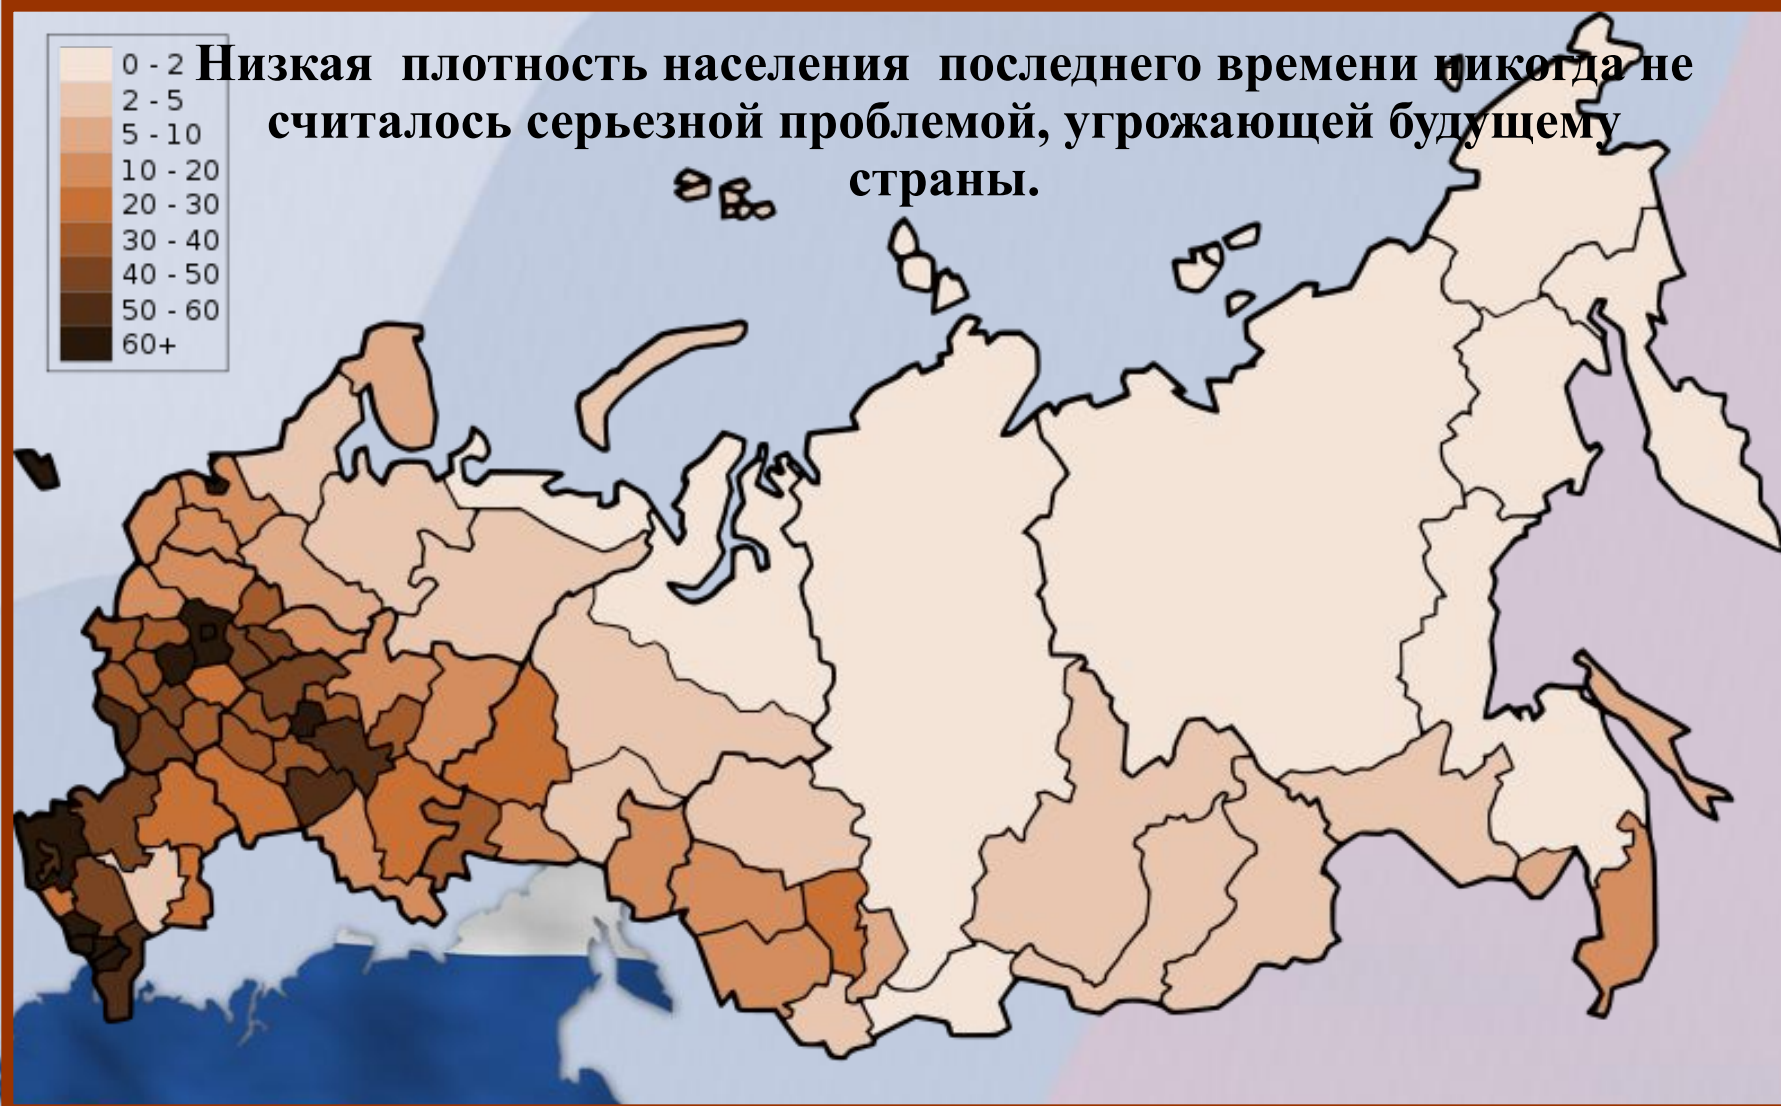 0 - 2
2 - 5
5 - 10
10 - 20
20 - 30
30 - 40
40 - 50
50 - 60
60+
Низкая плотность населения последнего времени никогда не
считалось серьезной проблемой, угрожающей будущему
страны.